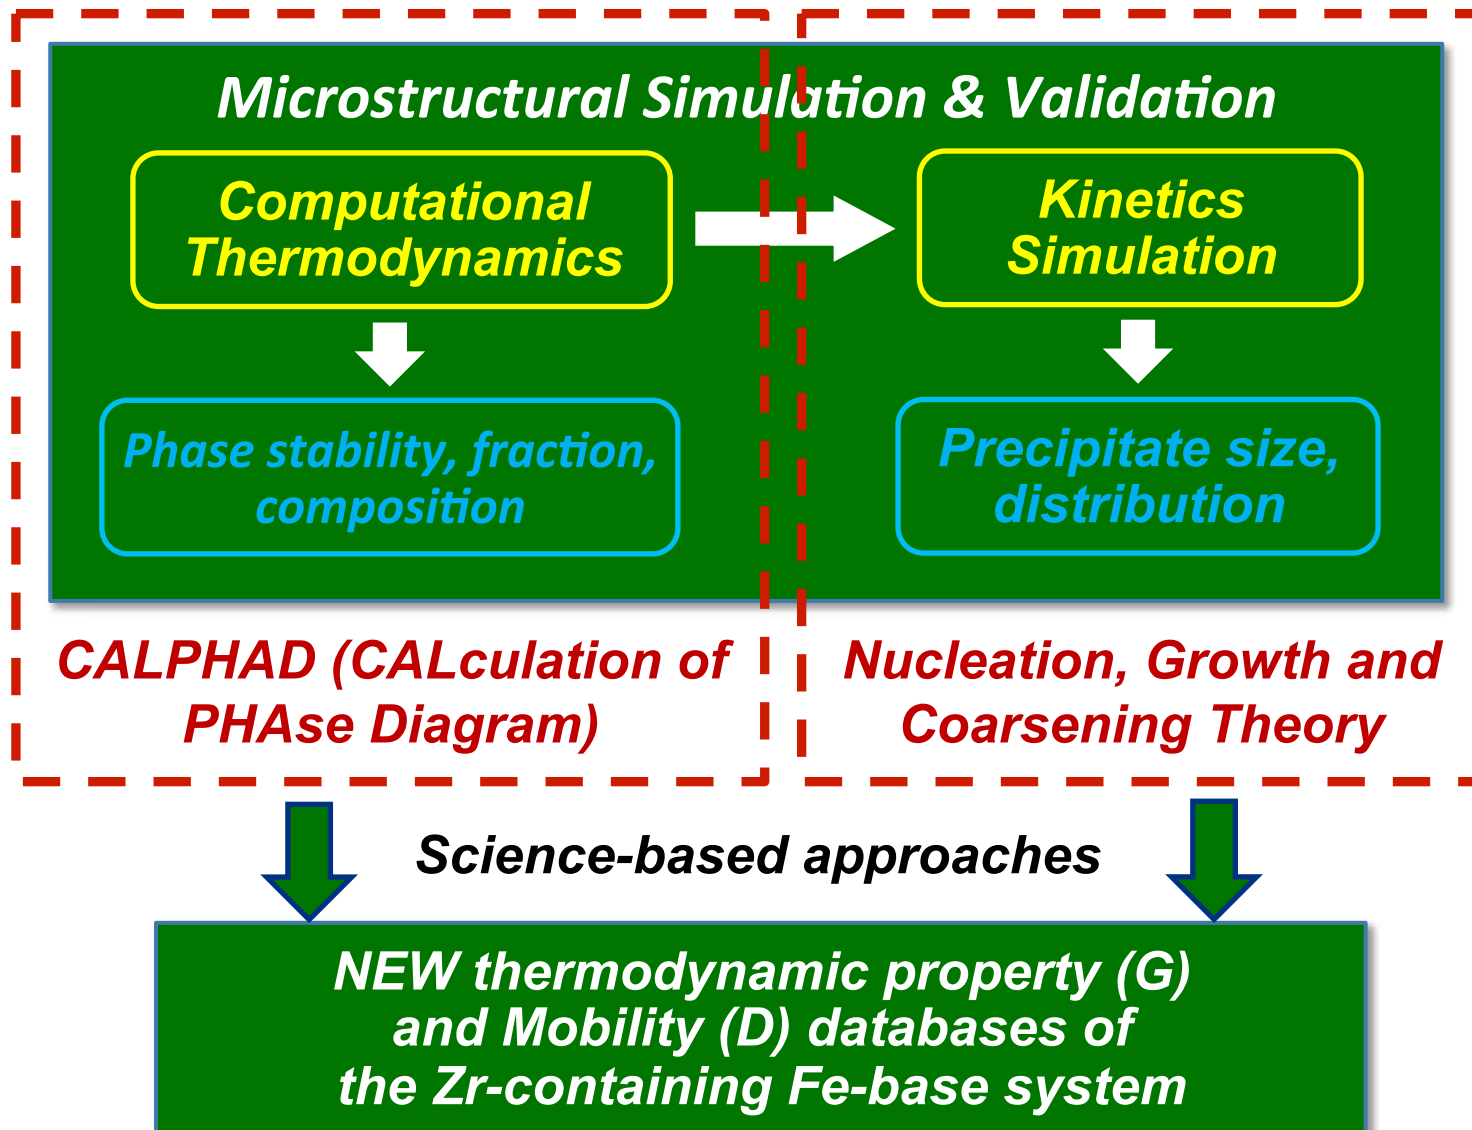 Microstructural Simulation & Validation
Computational
Thermodynamics
Kinetics
Simulation
Phase stability, fraction,
composition
Precipitate size,
distribution
CALPHAD (CALculation of
PHAse Diagram)
Nucleation, Growth and
Coarsening Theory
Science-based approaches
NEW thermodynamic property (G)
and Mobility (D) databases of
the Zr-containing Fe-base system